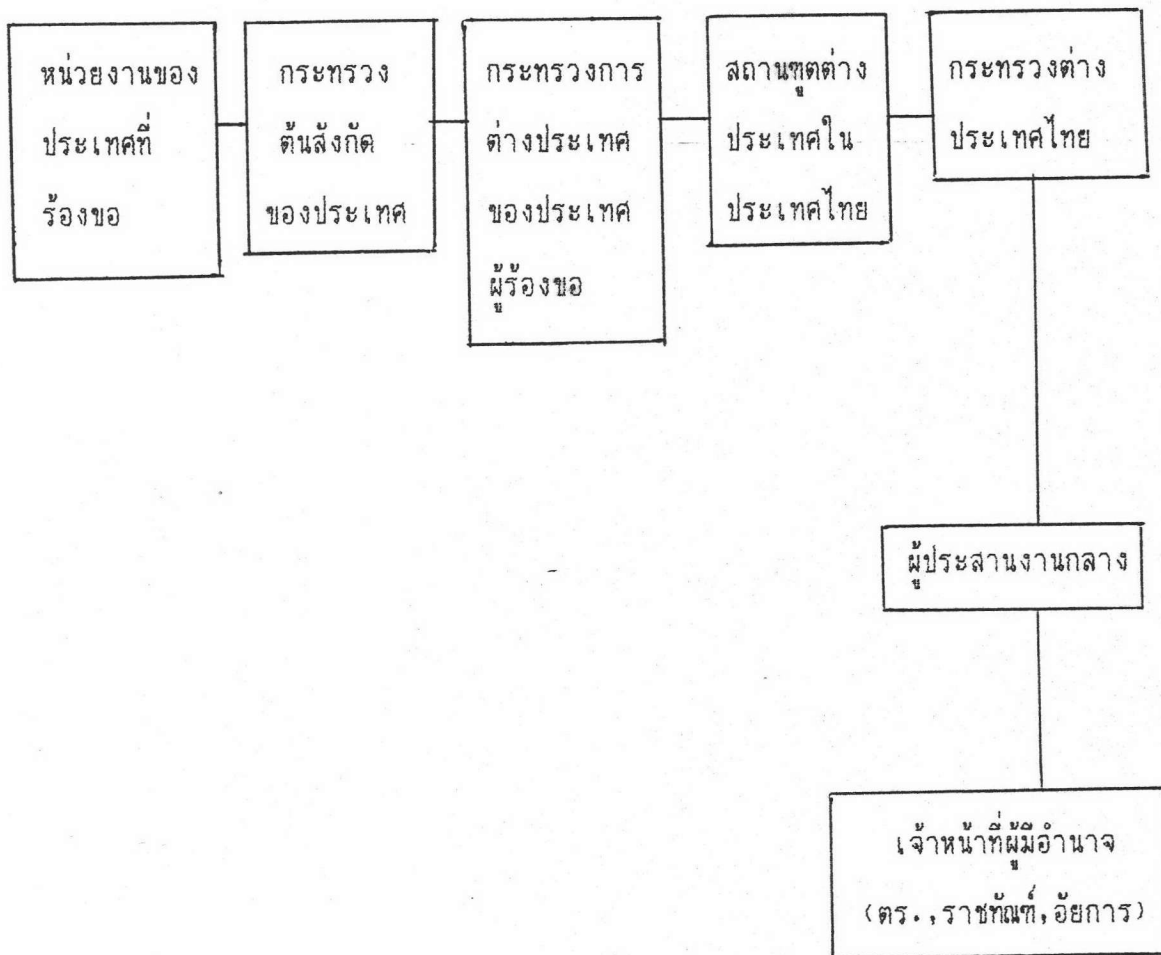 หน่วยงานของ
ประเทศที่
ร้องขอ
กระทรวง
ต้นสังกัด
ของประเทศ
กระทรวงการ
ต่างประเทศ
ของประเทศ
ผู้ร้องขอ
สถานฑูตต่าง
ประเทศใน
ประเทศไทย
กระทรวงต่าง
ประเทศไทย
ผู้ประสานงานกลาง
เจ้าหน้าที่ผู้มีอำนาจ
(ตร.,ราชทัณฑ์,อัยการ)